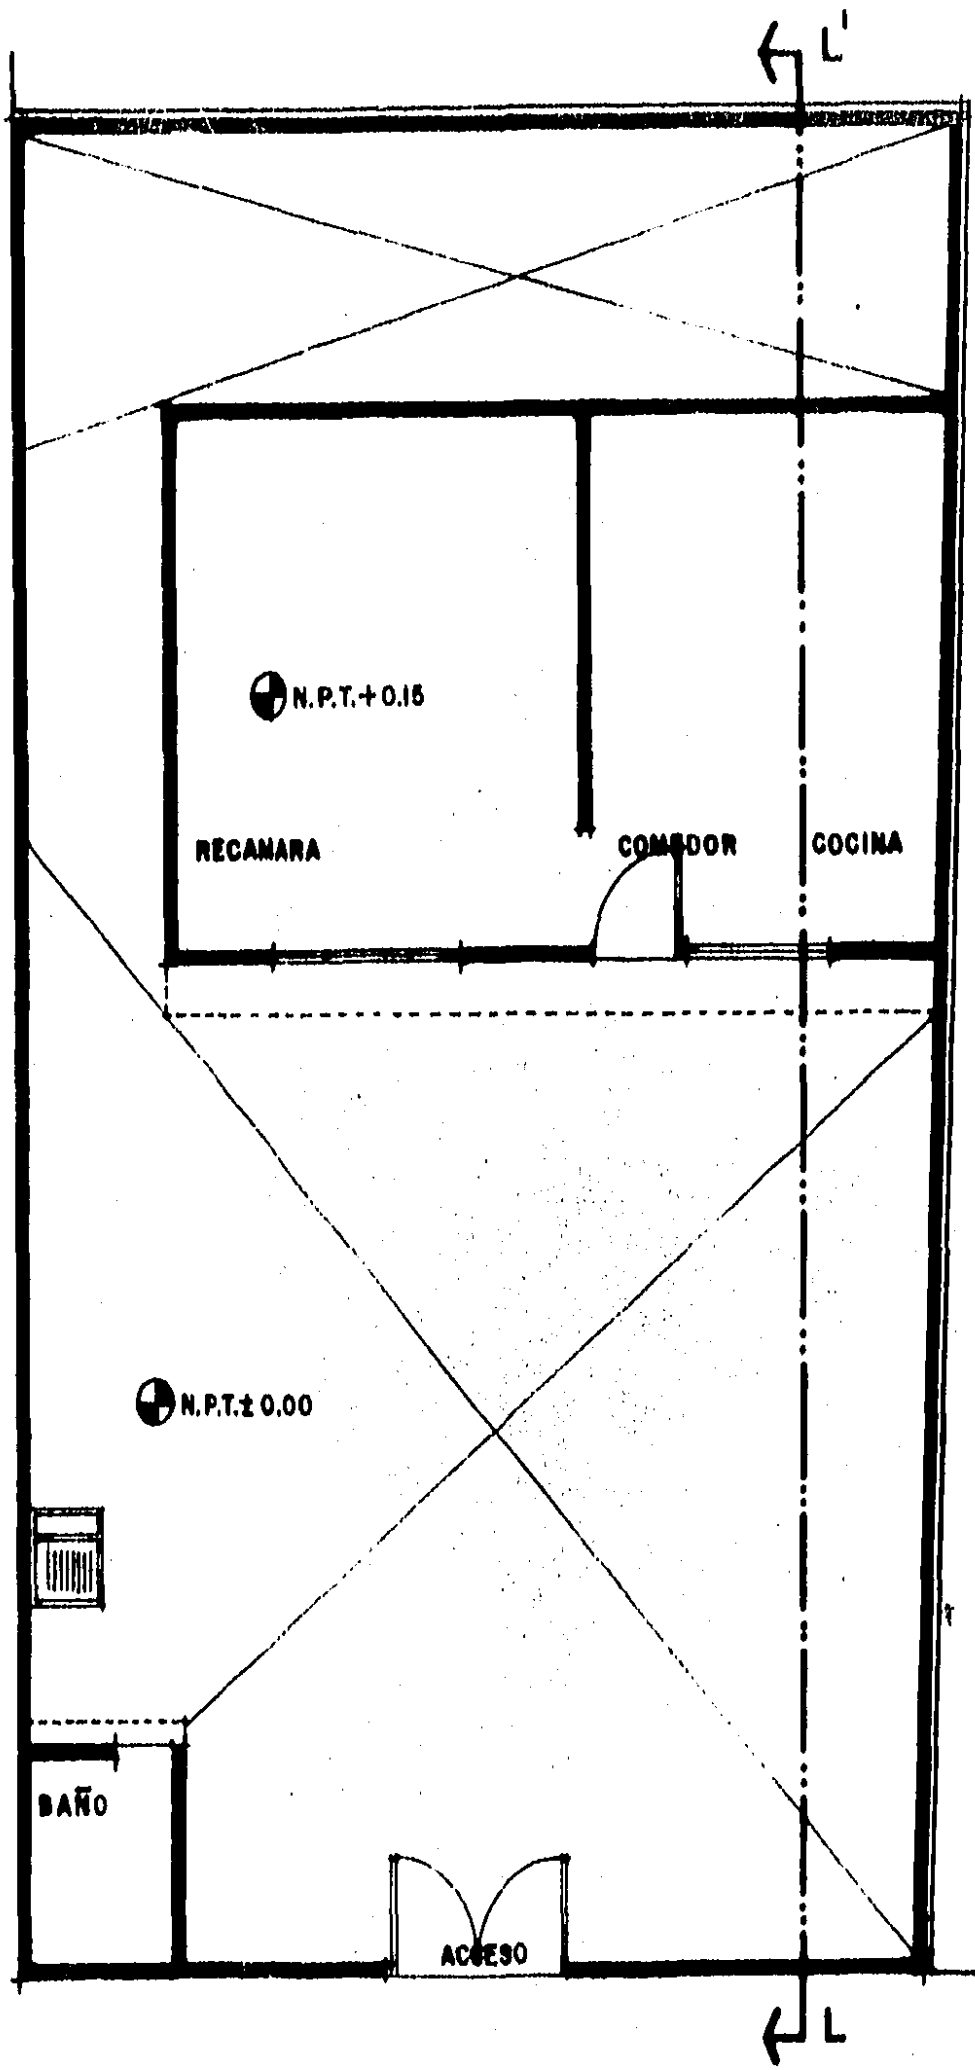 L'
N.P.T.+0.15
RECAMARA
COMEDOR
COCINA
N.P.T.± 0.00
BAÑO
ACCESO
L